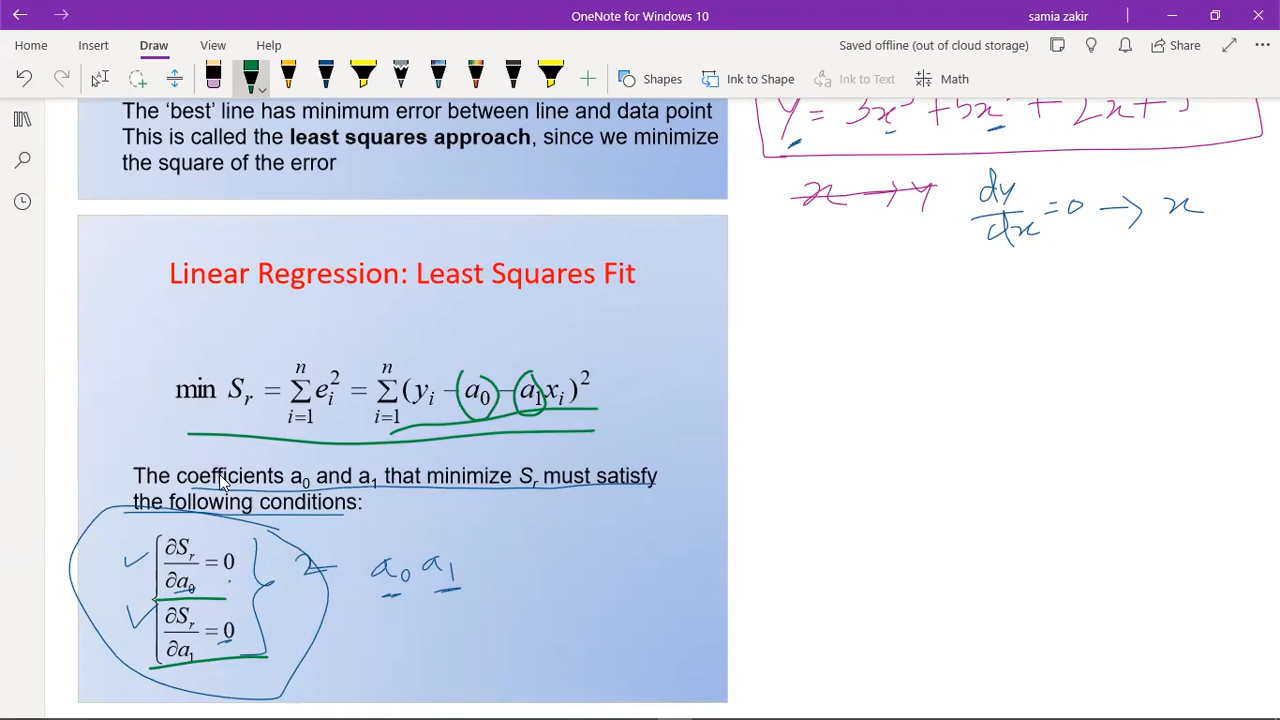 OneNote for Windows 10
samia zakir
Home Insert Draw View Help
Saved offline (out of cloud storage)
Share
Shapes
Ink to Shape
Ink to Text
Math
The ‘best’ line has minimum error between line and data point
This is called the least squares approach, since we minimize
the square of the error
x → y
dy/dx = 0 → x
Linear Regression: Least Squares Fit
min S_r = ∑_{i=1}^{n} e_i^2 = ∑_{i=1}^{n} (y_i − a_0 − a_1 x_i)^2
The coefficients a_0 and a_1 that minimize S_r must satisfy
the following conditions:
∂S_r/∂a_0 = 0
2 a_0 a_1
∂S_r/∂a_1 = 0